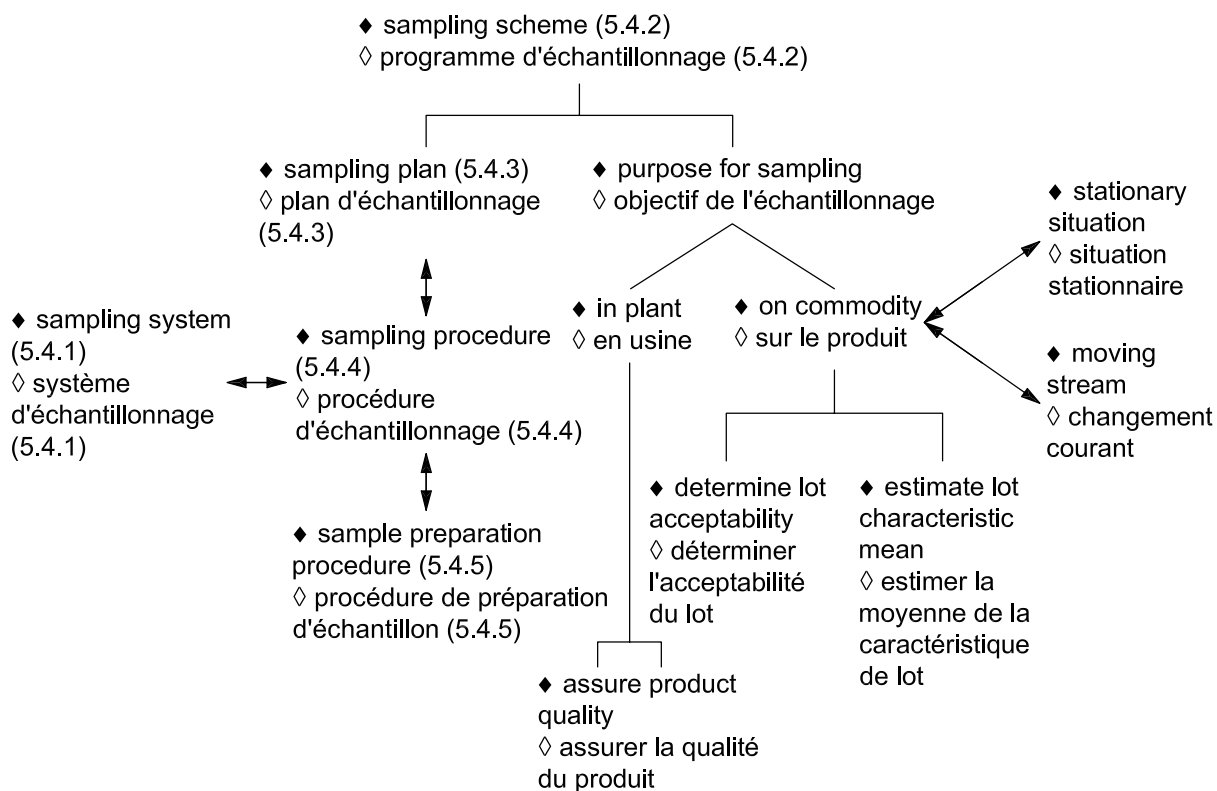 ♦ sampling scheme (5.4.2)
◊ programme d'échantillonnage (5.4.2)
♦ sampling plan (5.4.3)
◊ plan d'échantillonnage
(5.4.3)
♦ purpose for sampling
◊ objectif de l'échantillonnage
♦ stationary
situation
◊ situation
stationnaire
♦ sampling system
(5.4.1)
◊ système
d'échantillonnage
(5.4.1)
♦ sampling procedure
(5.4.4)
◊ procédure
d'échantillonnage (5.4.4)
♦ in plant
◊ en usine
♦ on commodity
◊ sur le produit
♦ moving
stream
◊ changement
courant
♦ sample preparation
procedure (5.4.5)
◊ procédure de préparation
d'échantillon (5.4.5)
♦ determine lot
acceptability
◊ déterminer
l'acceptabilité
du lot
♦ estimate lot
characteristic
mean
◊ estimer la
moyenne de la
caractéristique
de lot
♦ assure product
quality
◊ assurer la qualité
du produit